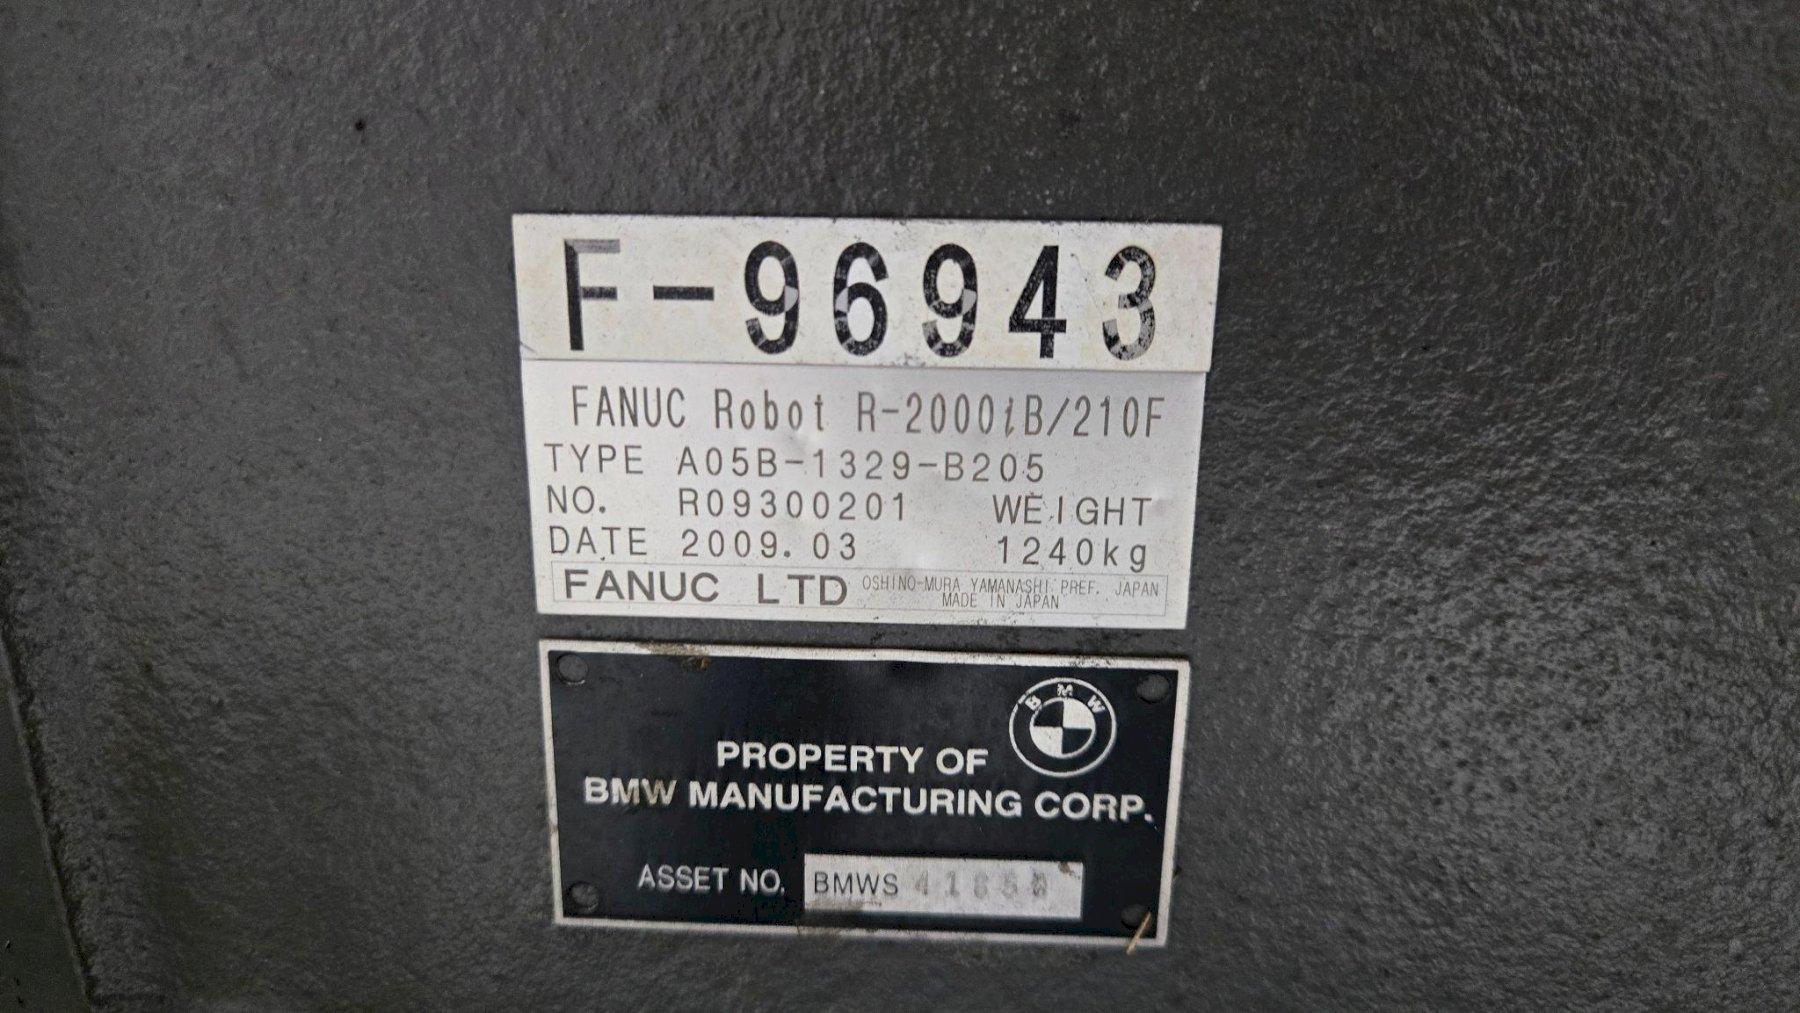 F-96943
FANUC Robot R-2000iB/210F
TYPE A05B-1329-B205
NO. R09300201 WEIGHT
DATE 2009.03 1240kg
FANUC LTD OSHINO-MURA YAMANASHI PREF. JAPAN
MADE IN JAPAN
BMW
PROPERTY OF
BMW MANUFACTURING CORP.
ASSET NO. BMWS